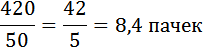 420/50 = 42/5 = 8,4 пачек